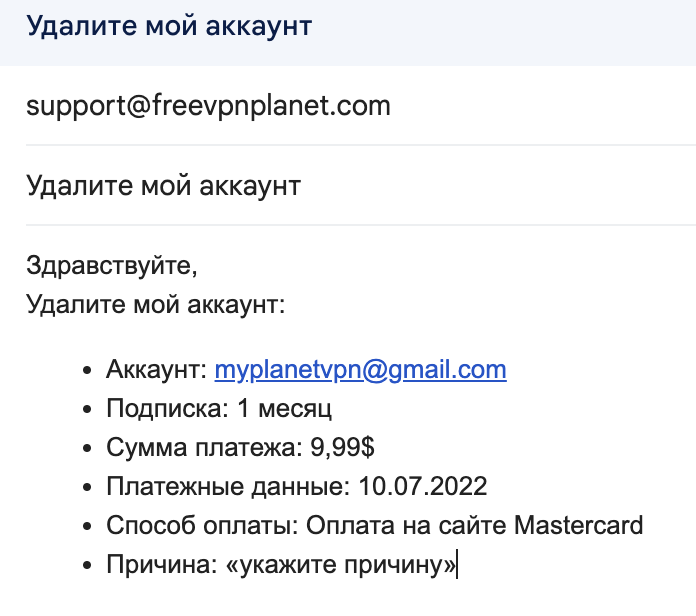 Удалите мой аккаунт
support@freevpnplanet.com
Удалите мой аккаунт
Здравствуйте,
Удалите мой аккаунт:
• Аккаунт: myplanetvpn@gmail.com
• Подписка: 1 месяц
• Сумма платежа: 9,99$
• Платежные данные: 10.07.2022
• Способ оплаты: Оплата на сайте Mastercard
• Причина: «укажите причину»